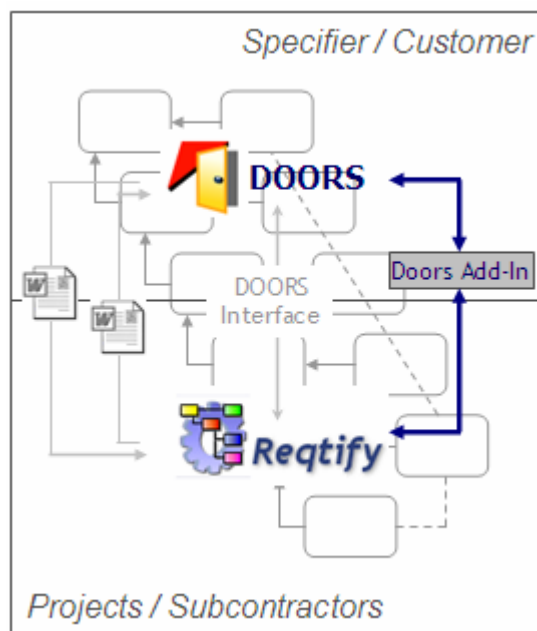 Specifier / Customer
DOORS
Doors Add-In
DOORS
Interface
W
W
Reqtify
Projects / Subcontractors